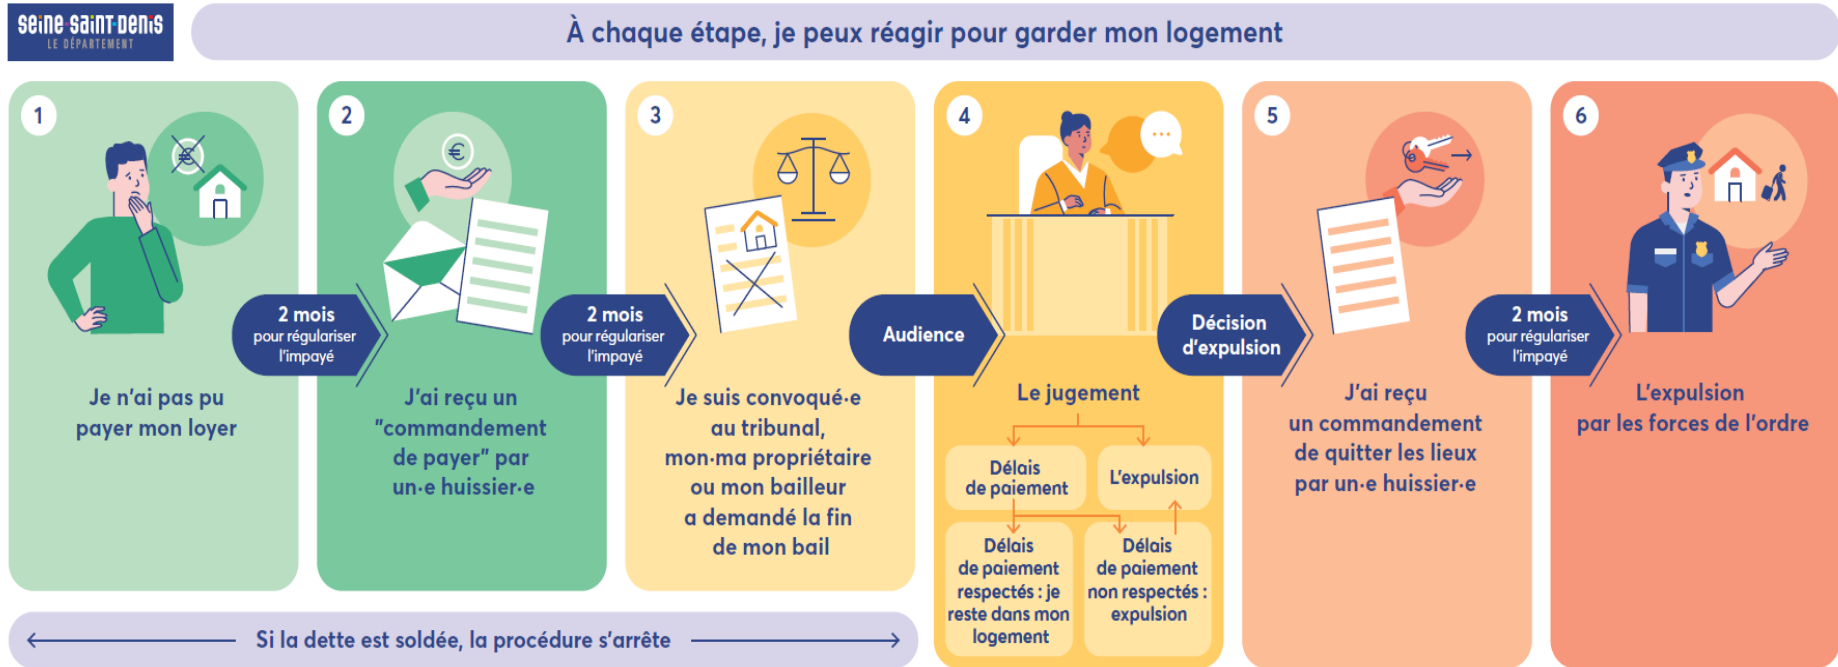 seine-saint-Denis
LE DÉPARTEMENT
À chaque étape, je peux réagir pour garder mon logement
1
Je n'ai pas pu
payer mon loyer
2 mois
pour régulariser
l'impayé
2
J'ai reçu un
"commandement
de payer" par
un·e huissier·e
2 mois
pour régulariser
l'impayé
3
Je suis convoqué·e
au tribunal,
mon·ma propriétaire
ou mon bailleur
a demandé la fin
de mon bail
Audience
4
Le jugement
Délais
de paiement
L'expulsion
Délais
de paiement
respectés : je
reste dans mon
logement
Délais
de paiement
non respectés :
expulsion
Décision
d'expulsion
5
J'ai reçu
un commandement
de quitter les lieux
par un·e huissier·e
2 mois
pour régulariser
l'impayé
6
L'expulsion
par les forces de l'ordre
Si la dette est soldée, la procédure s'arrête